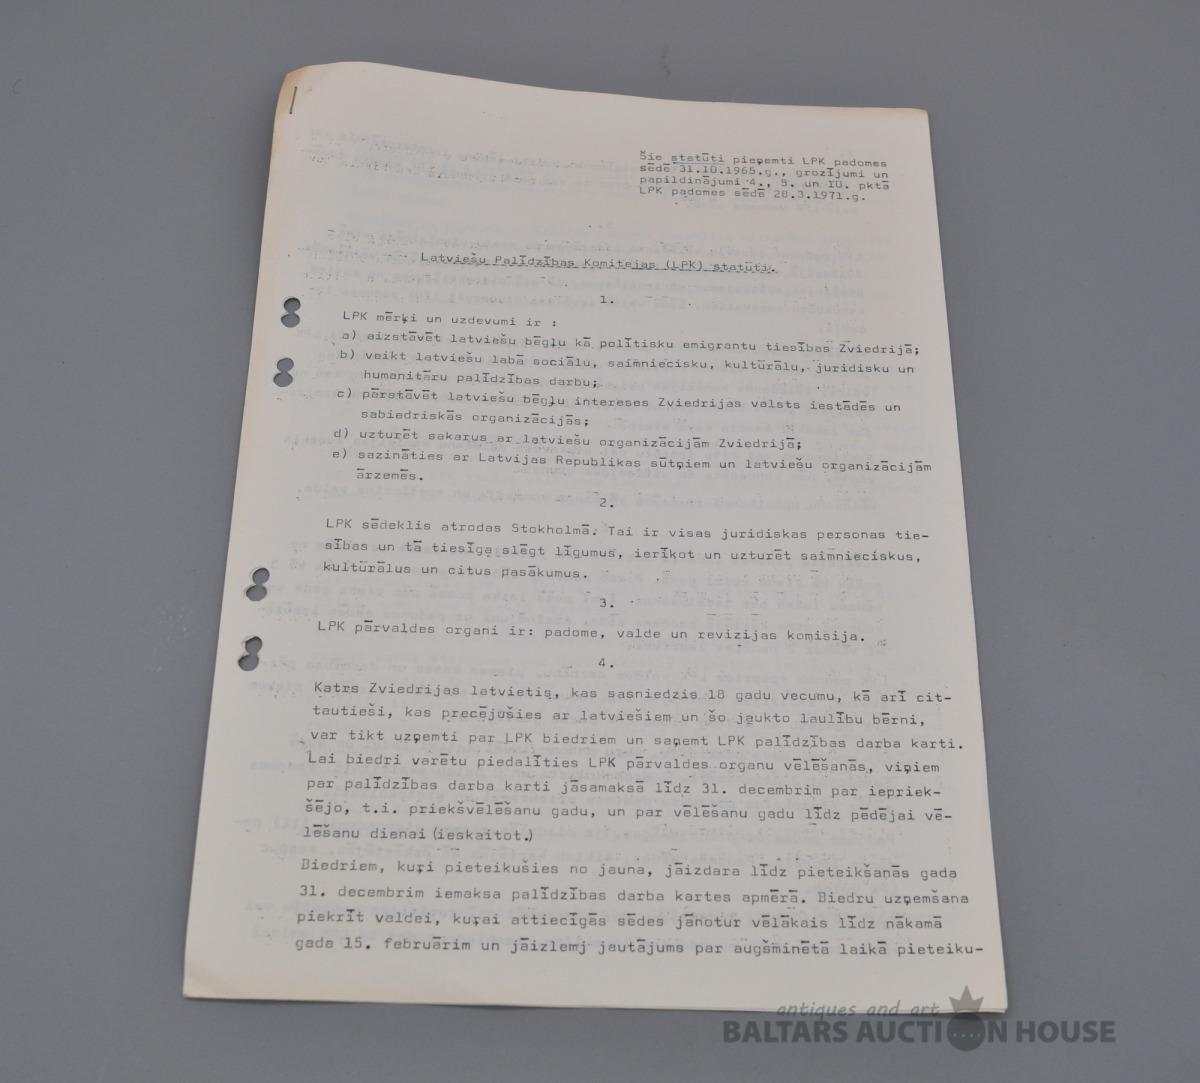 Šie statūti pieņemti LPK padomes
sēdē 31.10.1965.g., grozījumi un
papildinājumi 4., 5. un 10. pktā
LPK padomes sēdē 28.3.1971.g.
Latviešu Palīdzības Komitejas (LPK) statūti.
1.
LPK mērķi un uzdevumi ir :
a) aizstāvēt latviešu bēgļu kā polītisku emigrantu tiesības Zviedrijā;
b) veikt latviešu labā sociālu, saimniecisku, kultūrālu, juridisku un
humanitāru palīdzības darbu;
c) pārstāvēt latviešu bēgļu intereses Zviedrijas valsts iestādēs un
sabiedriskās organizācijās;
d) uzturēt sakarus ar latviešu organizācijām Zviedrijā;
e) sazināties ar Latvijas Republikas sūtņiem un latviešu organizācijām
ārzemēs.
2.
LPK sēdeklis atrodas Stokholmā. Tai ir visas juridiskas personas tie-
sības un tā tiesīga slēgt līgumus, ierīkot un uzturēt saimnieciskus,
kultūrālus un citus pasākumus.
3.
LPK pārvaldes organi ir: padome, valde un revizijas komisija.
4.
Katrs Zviedrijas latvietis, kas sasniedzis 18 gadu vecumu, kā arī cit-
tautieši, kas precējušies ar latviešiem un šo jaukto laulību bērni,
var tikt uzņemti par LPK biedriem un saņemt LPK palīdzības darba karti.
Lai biedri varētu piedalīties LPK pārvaldes organu vēlēšanās, viņiem
par palīdzības darba karti jāsamaksā līdz 31. decembrim par iepriek-
šējo, t.i. priekšvēlēšanu gadu, un par vēlēšanu gadu līdz pēdējai vē-
lēšanu dienai (ieskaitot.)
Biedriem, kuŗi pieteikušies no jauna, jāizdara līdz pieteikšanās gada
31. decembrim iemaksa palīdzības darba kartes apmērā. Biedru uzņemšana
piekrīt valdei, kuŗai attiecīgās sēdes jānotur vēlākais līdz nākamā
gada 15. februārim un jāizlemj jautājums par augšminētā laikā pieteiku-
antiques and art
BALTARS AUCTION HOUSE